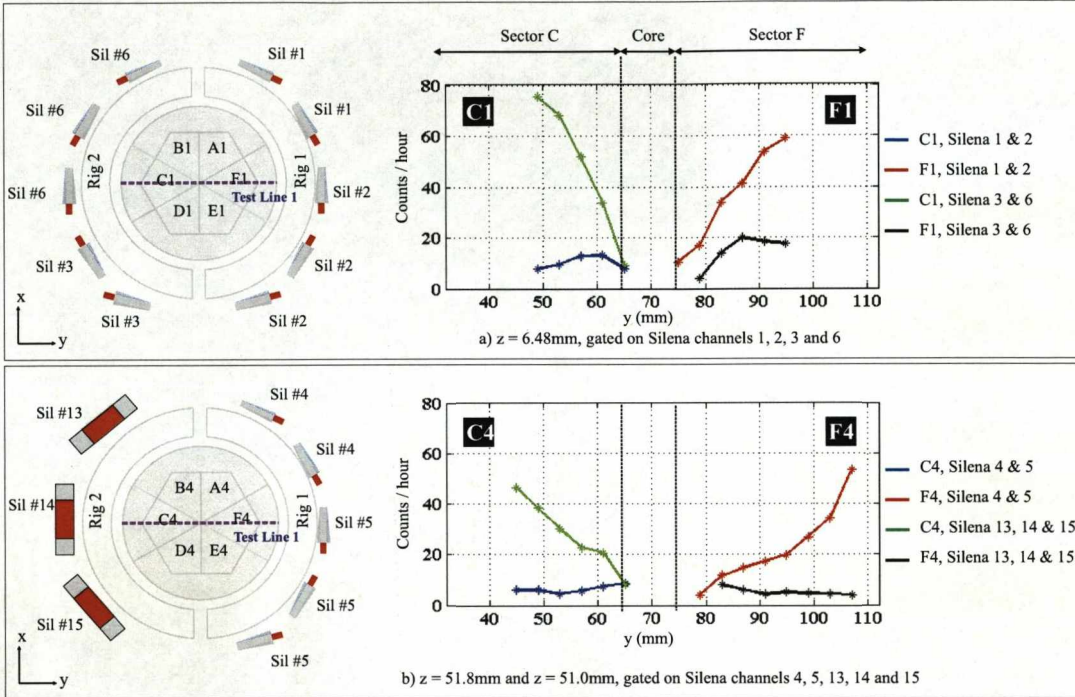 Sil #6
Sil #1
Sil #6
Sil #1
Sil #6
Sil #2
Sil #3
Sil #2
Sil #3
Sil #2
Rig 2
Rig 1
B1 A1
C1 F1
D1 E1
Test Line 1
x
y
Sector C
Core
Sector F
C1
F1
Counts / hour
80
60
40
20
0
40 50 60 70 80 90 100 110
y (mm)
C1, Silena 1 & 2
F1, Silena 1 & 2
C1, Silena 3 & 6
F1, Silena 3 & 6
a) z = 6.48mm, gated on Silena channels 1, 2, 3 and 6
Sil #13
Sil #4
Sil #4
Sil #14
Sil #5
Sil #15
Sil #5
Sil #5
Rig 2
Rig 1
B4 A4
C4 F4
D4 E4
Test Line 1
x
y
C4
F4
Counts / hour
80
60
40
20
0
40 50 60 70 80 90 100 110
y (mm)
C4, Silena 4 & 5
F4, Silena 4 & 5
C4, Silena 13, 14 & 15
F4, Silena 13, 14 & 15
b) z = 51.8mm and z = 51.0mm, gated on Silena channels 4, 5, 13, 14 and 15